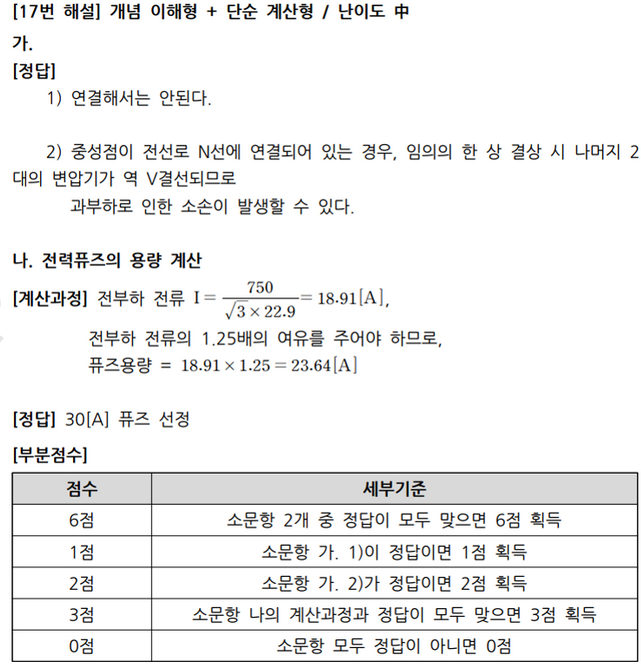 [17번 해설] 개념 이해형 + 단순 계산형 / 난이도 中
가.
[정답]
1) 연결해서는 안된다.
2) 중성점이 전선로 N선에 연결되어 있는 경우, 임의의 한 상 결상 시 나머지 2
대의 변압기가 역 V결선되므로
과부하로 인한 소손이 발생할 수 있다.
나. 전력퓨즈의 용량 계산
[계산과정] 전부하 전류 I = 750 / (√3 × 22.9) = 18.91[A],
전부하 전류의 1.25배의 여유를 주어야 하므로,
퓨즈용량 = 18.91 × 1.25 = 23.64[A]
[정답] 30[A] 퓨즈 선정
[부분점수]
점수 세부기준
6점 소문항 2개 중 정답이 모두 맞으면 6점 획득
1점 소문항 가. 1)이 정답이면 1점 획득
2점 소문항 가. 2)가 정답이면 2점 획득
3점 소문항 나의 계산과정과 정답이 모두 맞으면 3점 획득
0점 소문항 모두 정답이 아니면 0점